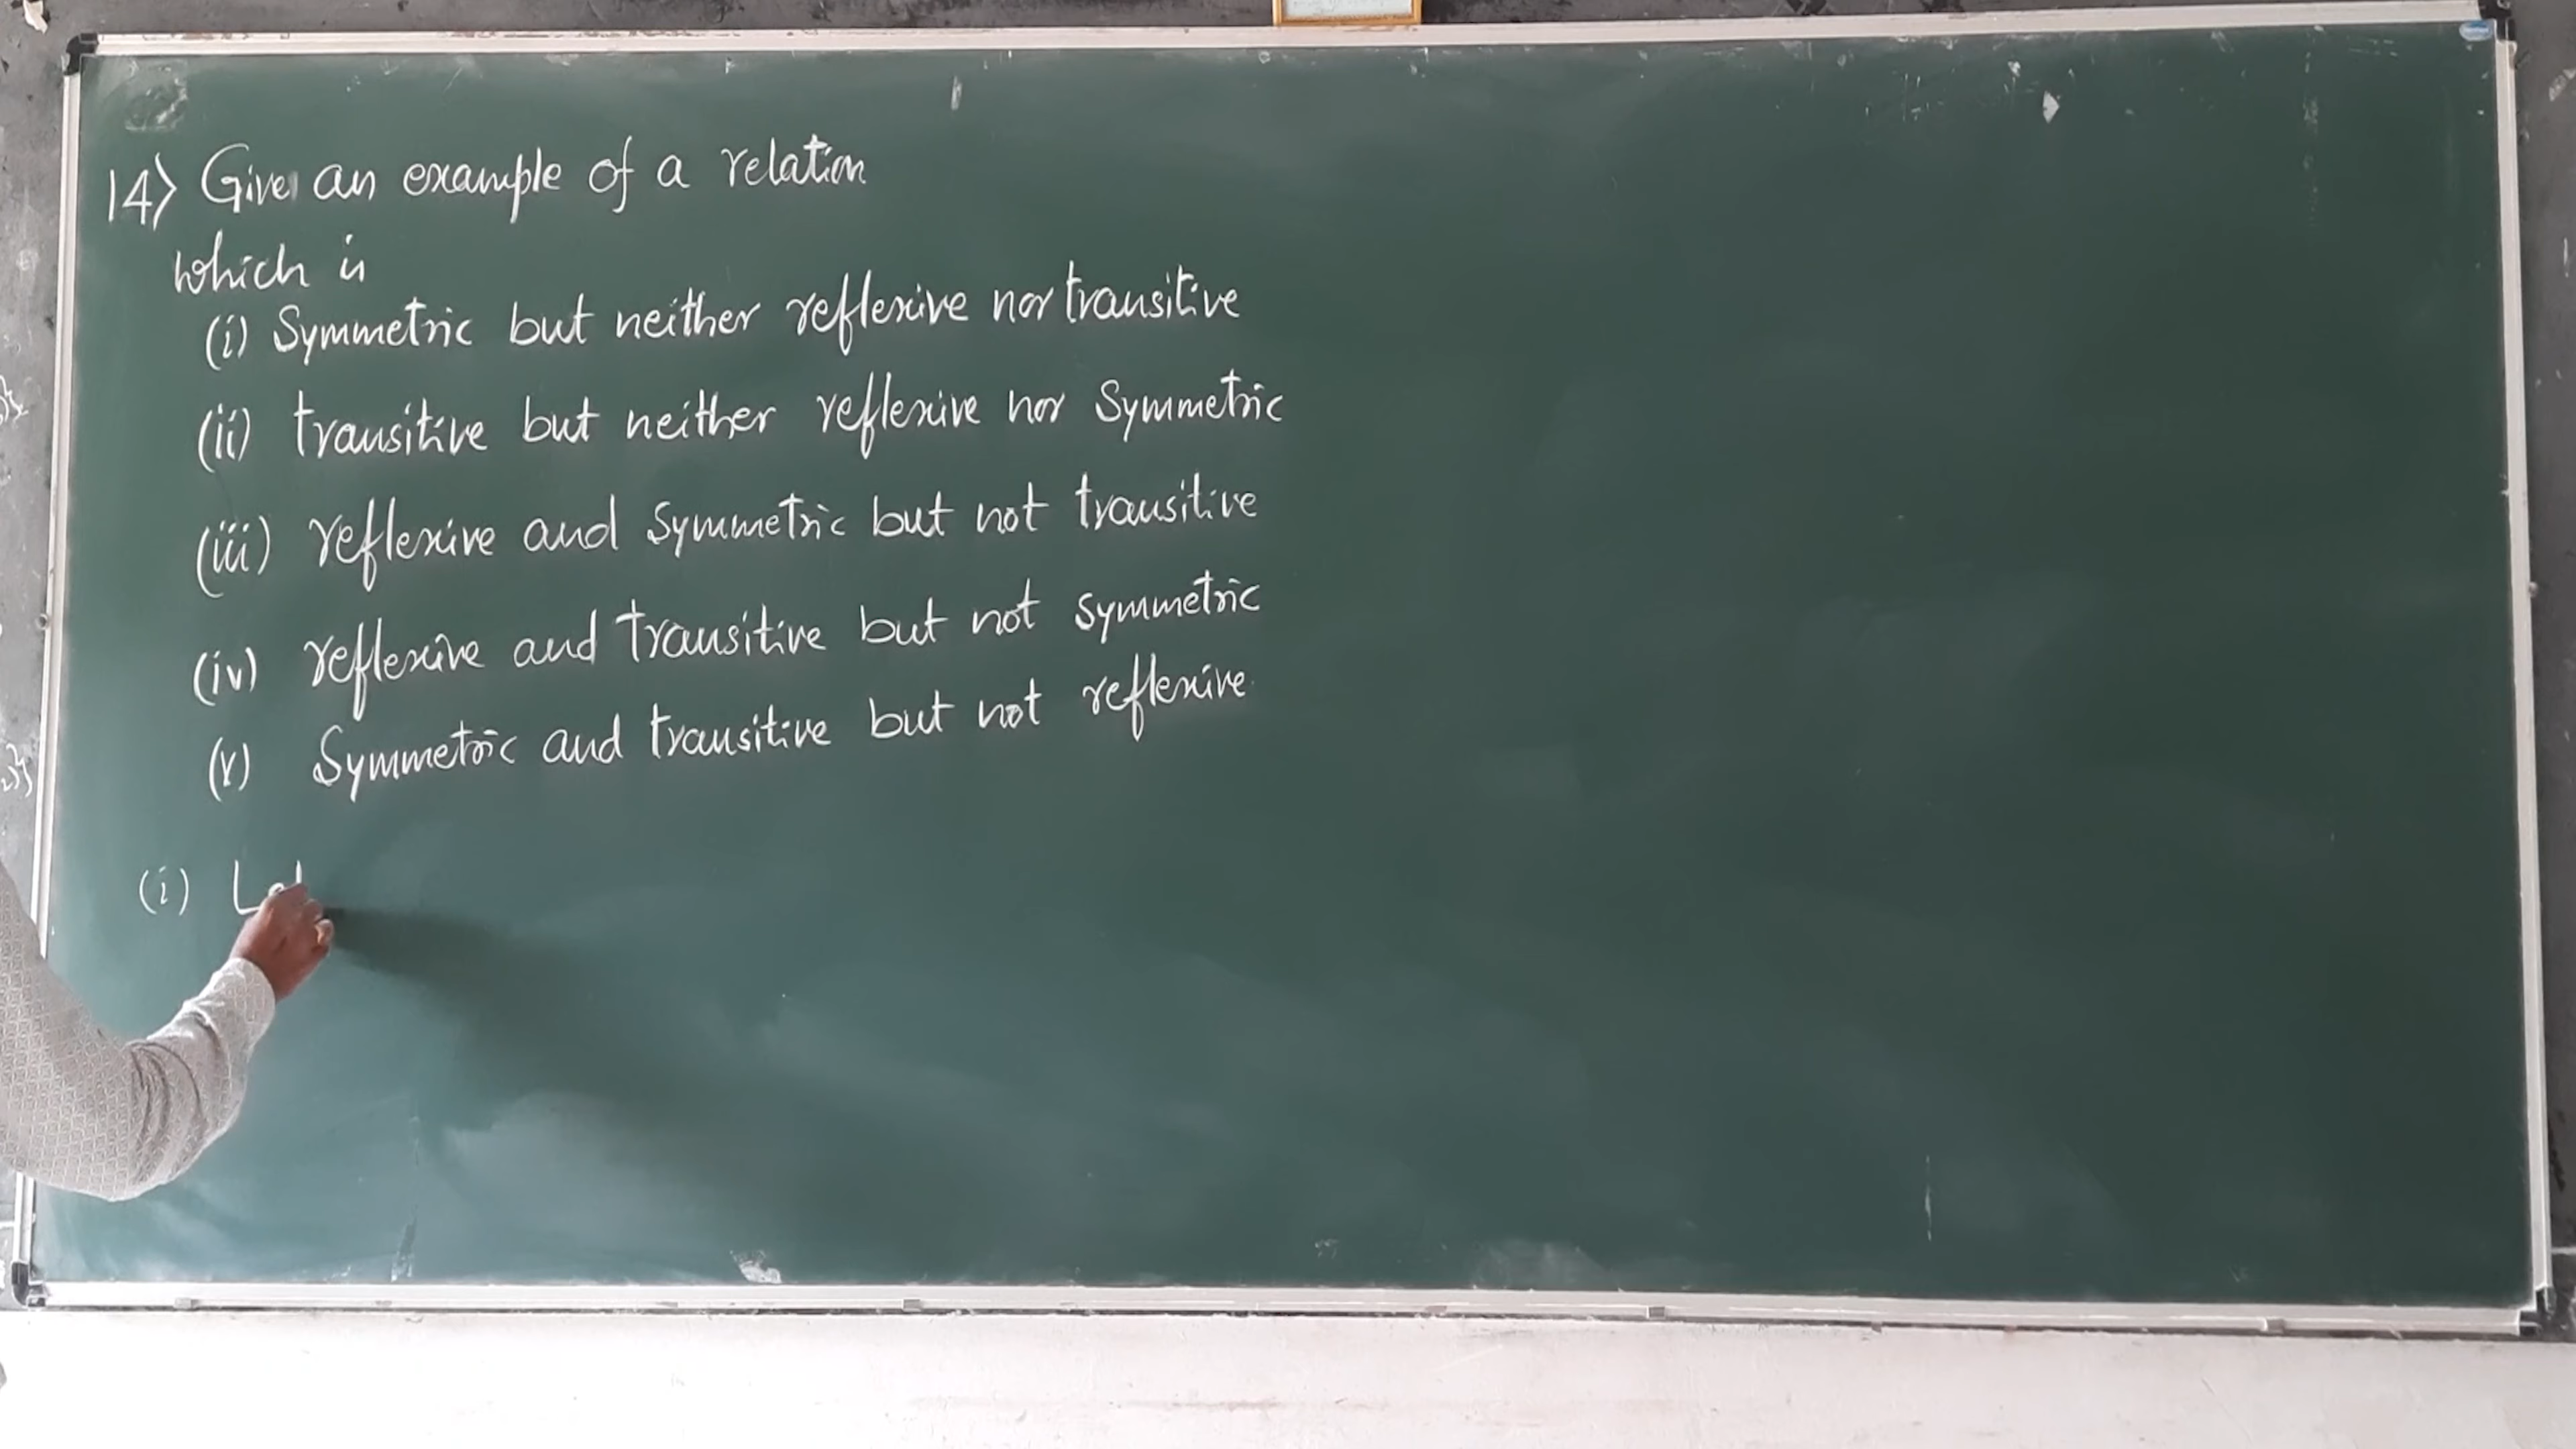 14) Give an example of a relation
which is
(i) Symmetric but neither reflexive nor transitive
(ii) transitive but neither reflexive nor Symmetric
(iii) reflexive and Symmetric but not transitive
(iv) reflexive and transitive but not symmetric
(v) Symmetric and transitive but not reflexive
(i) Let